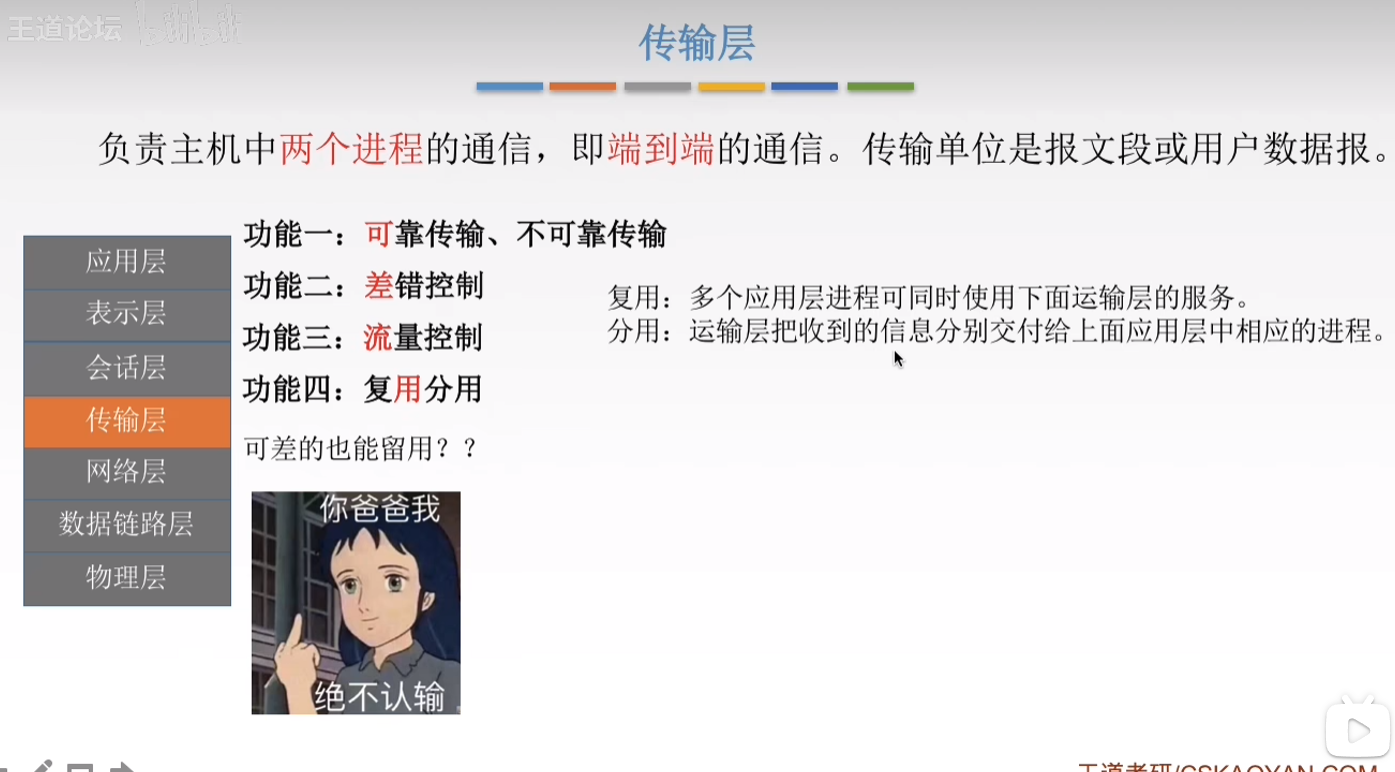 王道论坛 bilibili
传输层
负责主机中两个进程的通信，即端到端的通信。传输单位是报文段或用户数据报。
应用层
表示层
会话层
传输层
网络层
数据链路层
物理层
功能一：可靠传输、不可靠传输
功能二：差错控制
功能三：流量控制
功能四：复用分用
可差的也能留用？？
复用：多个应用层进程可同时使用下面运输层的服务。
分用：运输层把收到的信息分别交付给上面应用层中相应的进程。
你爸爸我
绝不认输
王道考研/CSKAOYAN.COM